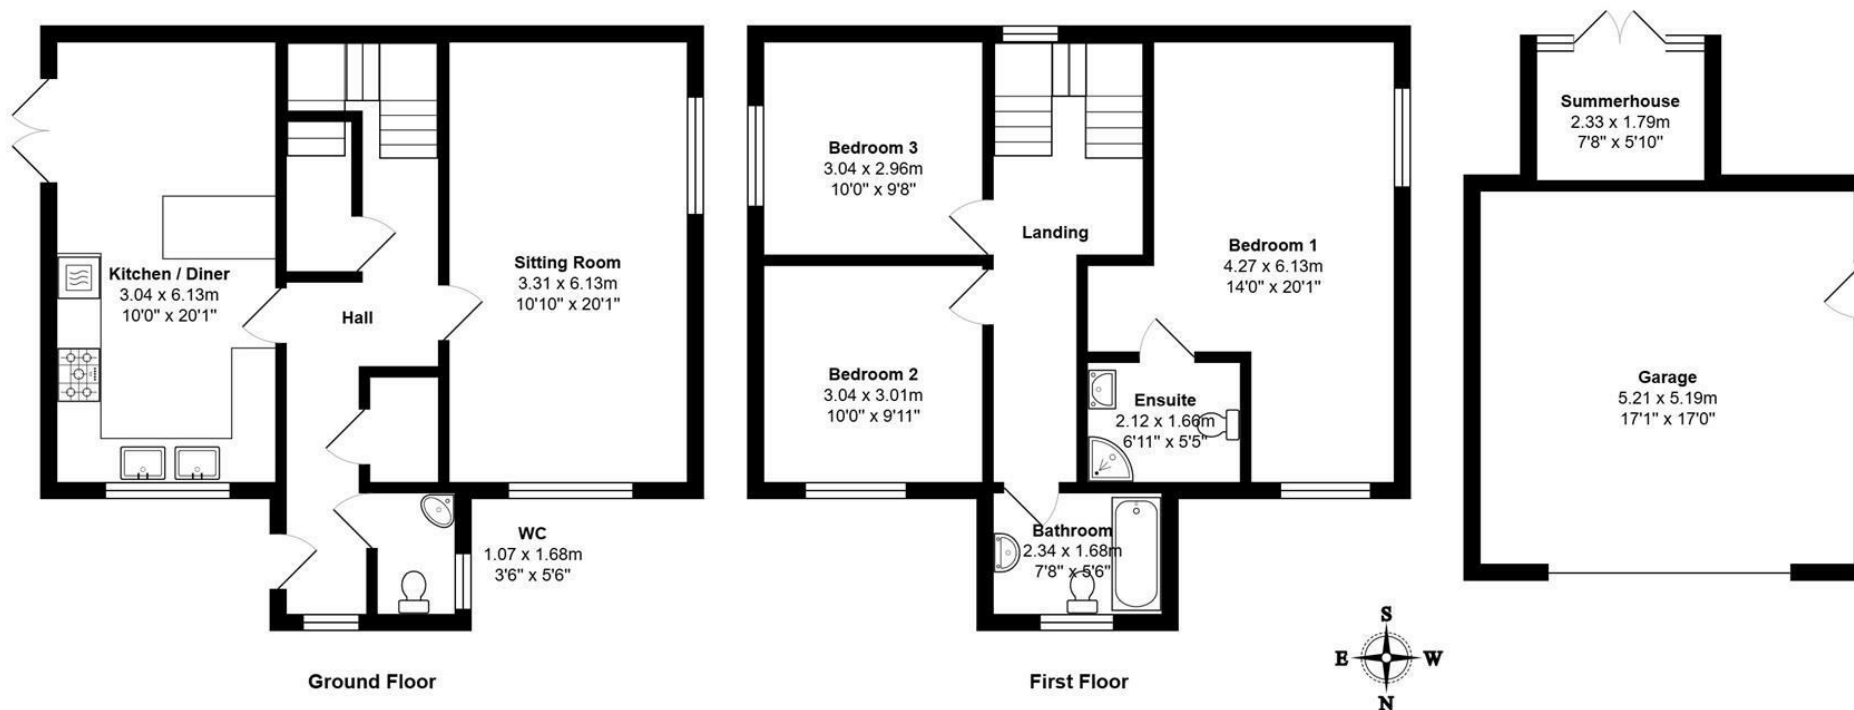 Kitchen / Diner
3.04 x 6.13m
10'0" x 20'1"
Hall
Sitting Room
3.31 x 6.13m
10'10" x 20'1"
WC
1.07 x 1.68m
3'6" x 5'6"
Ground Floor
Bedroom 3
3.04 x 2.96m
10'0" x 9'8"
Landing
Bedroom 1
4.27 x 6.13m
14'0" x 20'1"
Bedroom 2
3.04 x 3.01m
10'0" x 9'11"
Ensuite
2.12 x 1.66m
6'11" x 5'5"
Bathroom
2.34 x 1.68m
7'8" x 5'6"
First Floor
Summerhouse
2.33 x 1.79m
7'8" x 5'10"
Garage
5.21 x 5.19m
17'1" x 17'0"
S
E W
N